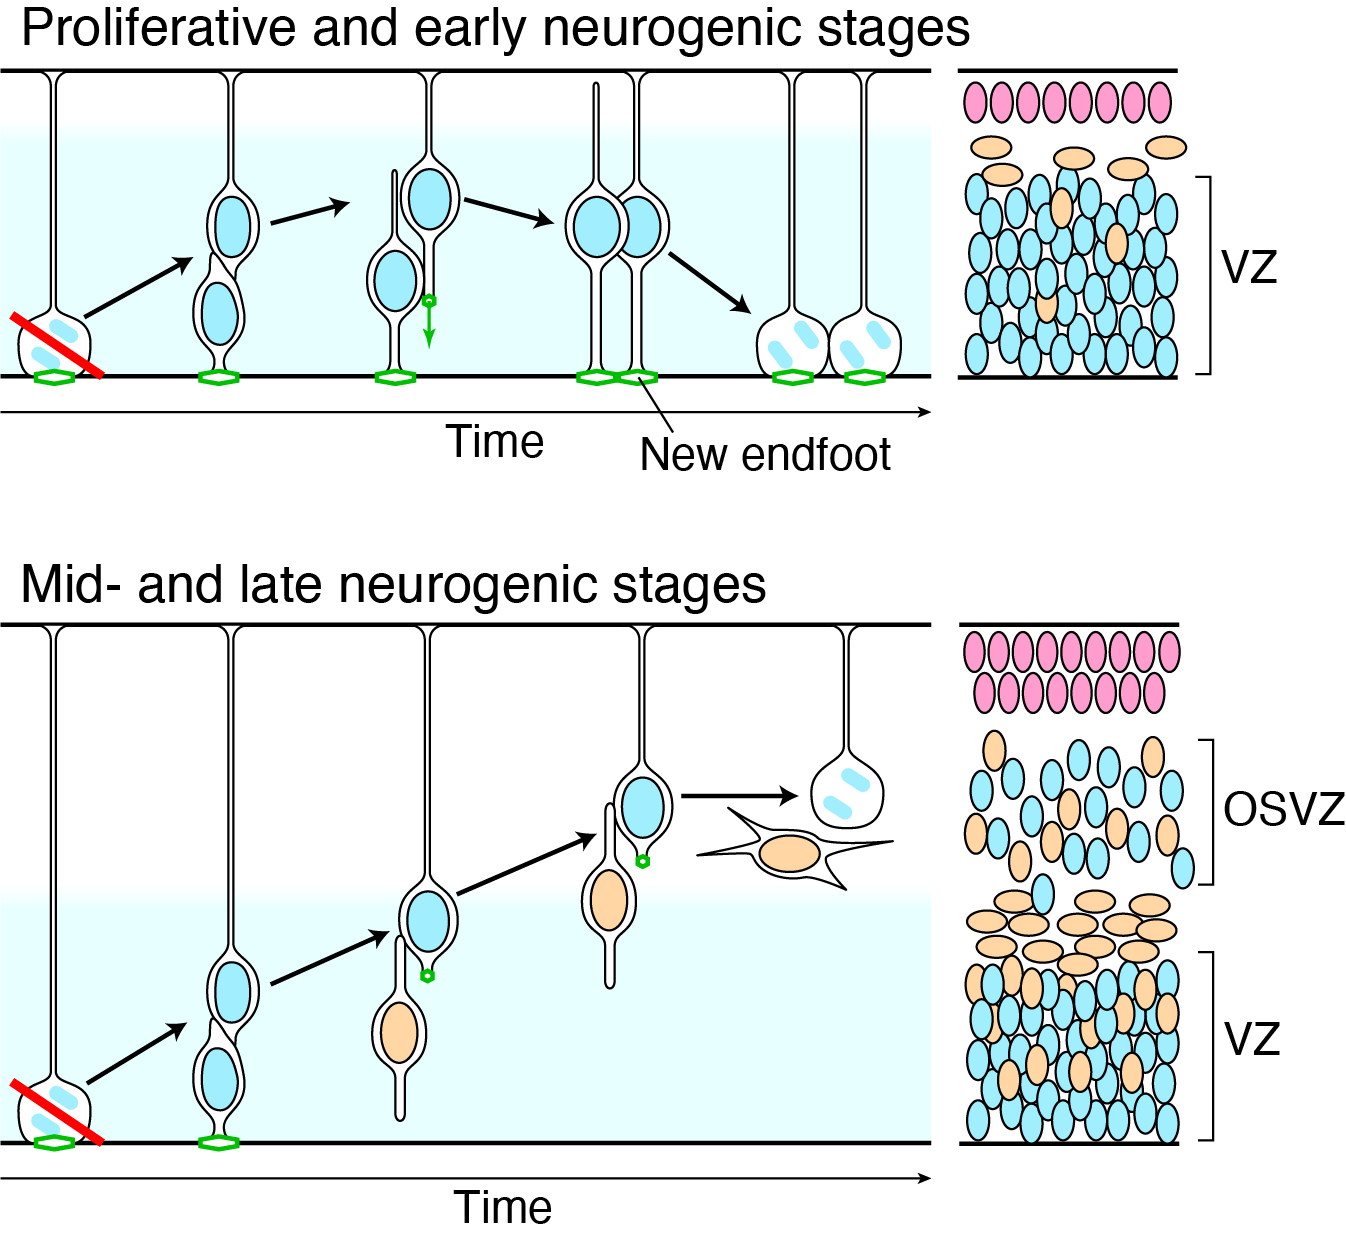 Proliferative and early neurogenic stages
VZ
Time
New endfoot
Mid- and late neurogenic stages
OSVZ
VZ
Time